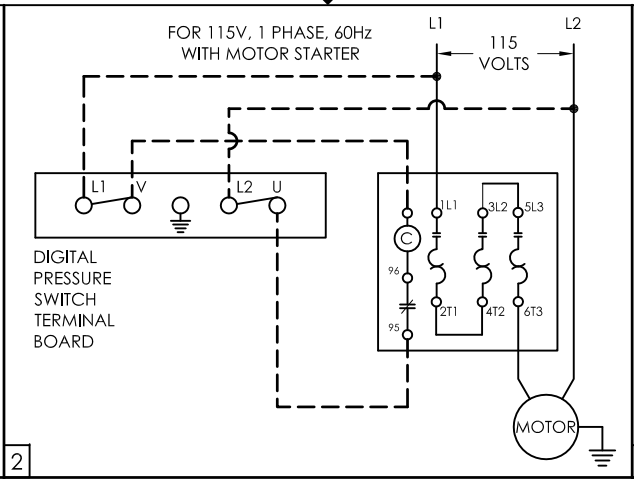 FOR 115V, 1 PHASE, 60Hz
WITH MOTOR STARTER
L1
L2
115
VOLTS
L1
V
L2
U
DIGITAL
PRESSURE
SWITCH
TERMINAL
BOARD
1L1
3L2
5L3
C
96
95
2T1
4T2
6T3
MOTOR
2